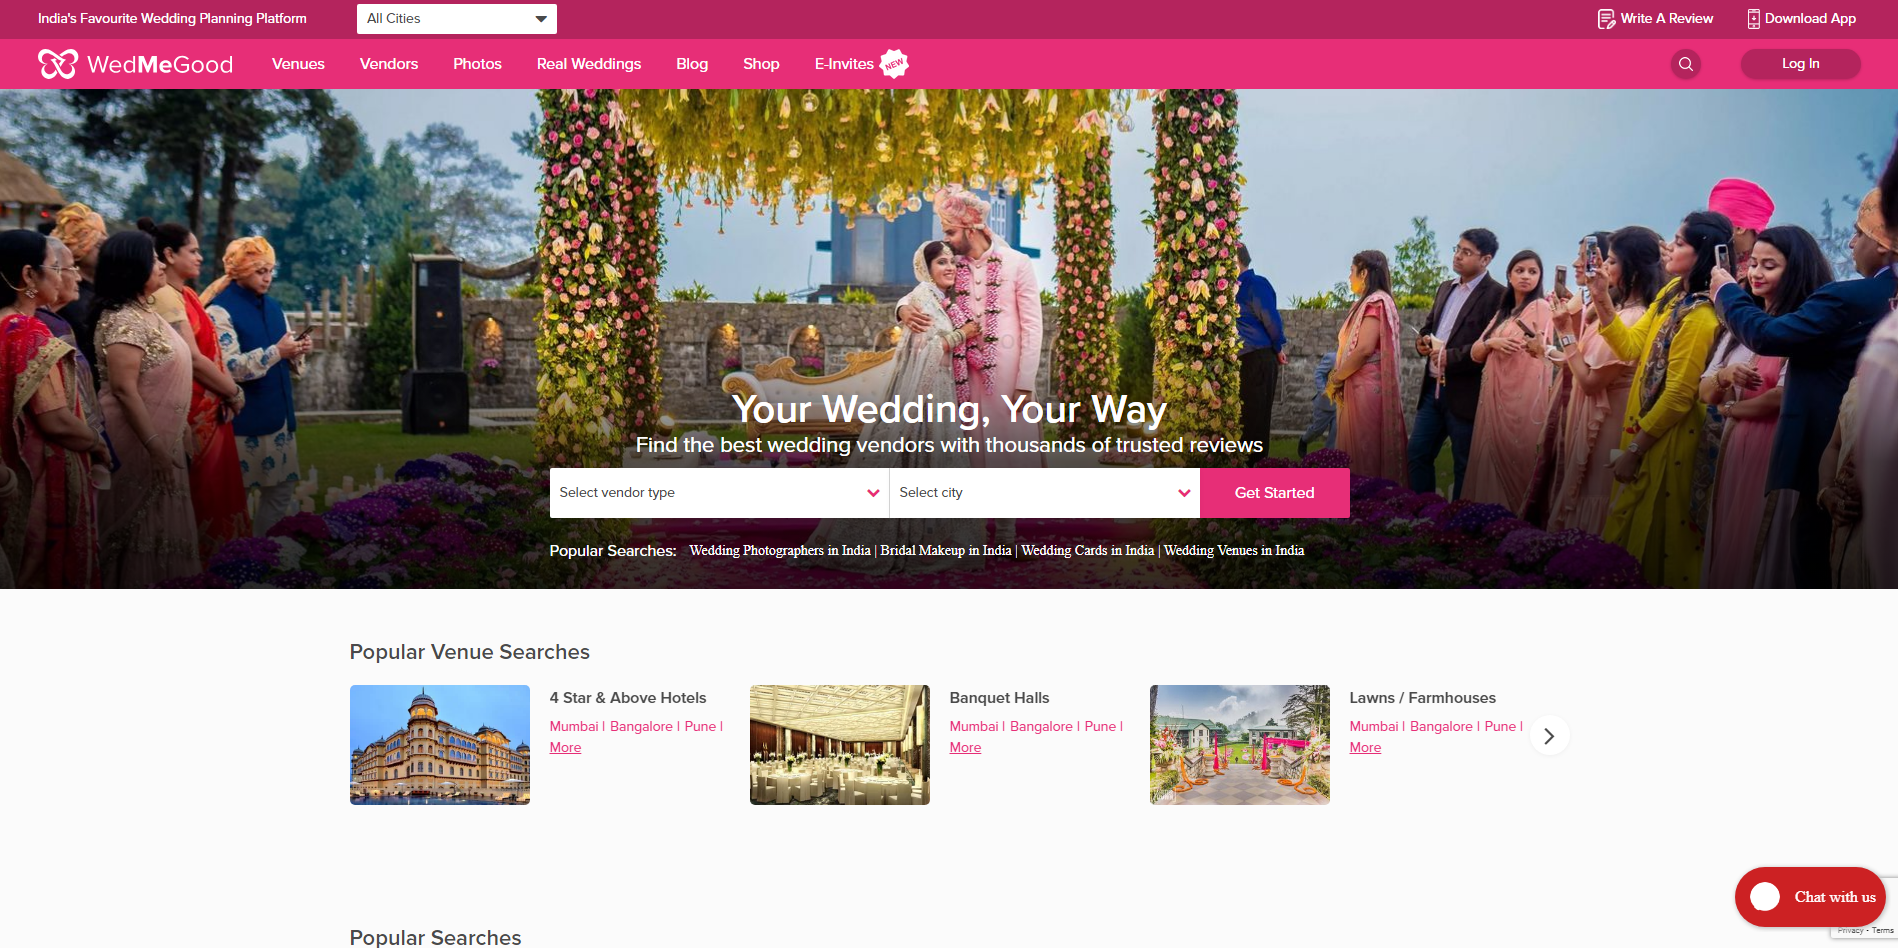 India's Favourite Wedding Planning Platform
All Cities
Write A Review
Download App
WedMeGood
Venues
Vendors
Photos
Real Weddings
Blog
Shop
E-Invites
NEW
Log In
Your Wedding, Your Way
Find the best wedding vendors with thousands of trusted reviews
Select vendor type
Select city
Get Started
Popular Searches: Wedding Photographers in India | Bridal Makeup in India | Wedding Cards in India | Wedding Venues in India
Popular Venue Searches
4 Star & Above Hotels
Mumbai | Bangalore | Pune |
More
Banquet Halls
Mumbai | Bangalore | Pune |
More
Lawns / Farmhouses
Mumbai | Bangalore | Pune |
More
Popular Searches
Chat with us
Privacy - Terms